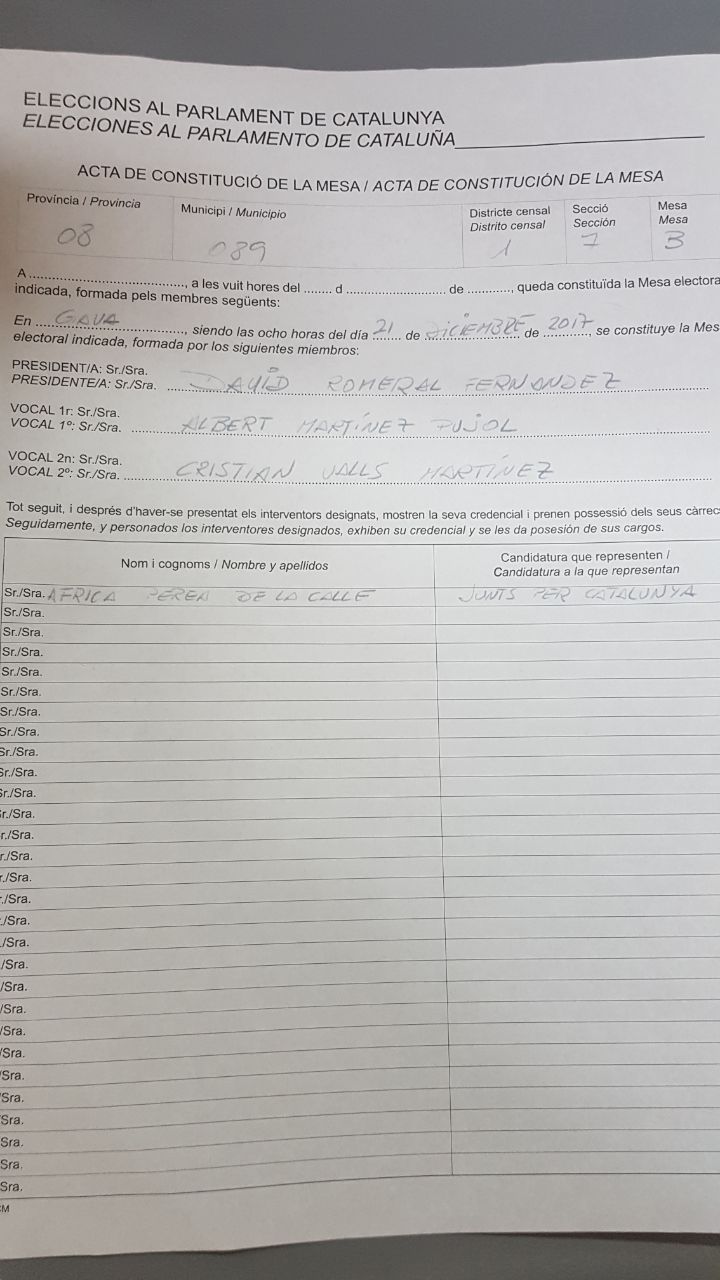 ELECCIONS AL PARLAMENT DE CATALUNYA
ELECCIONES AL PARLAMENTO DE CATALUÑA
ACTA DE CONSTITUCIÓ DE LA MESA / ACTA DE CONSTITUCIÓN DE LA MESA
Província / Provincia Municipi / Municipio Districte censal Secció Mesa
Distrito censal Sección Mesa
08 089 1 7 B
A ............................................, a les vuit hores del ........ d ............................ de ............, queda constituïda la Mesa electora
indicada, formada pels membres següents:
En GAVA, siendo las ocho horas del día 21 de DICIEMBRE de 2017, se constituye la Mes
electoral indicada, formada por los siguientes miembros:
PRESIDENT/A: Sr./Sra.
PRESIDENTE/A: Sr./Sra. DAVID ROMERAL FERNANDEZ
VOCAL 1r: Sr./Sra.
VOCAL 1º: Sr./Sra. ALBERT MARTÍNEZ PUJOL
VOCAL 2n: Sr./Sra.
VOCAL 2º: Sr./Sra. CRISTIAN VALLS MARTÍNEZ
Tot seguit, i després d'haver-se presentat els interventors designats, mostren la seva credencial i prenen possessió dels seus càrrecs
Seguidamente, y personados los interventores designados, exhiben su credencial y se les da posesión de sus cargos.
Nom i cognoms / Nombre y apellidos Candidatura que representen /
Candidatura a la que representan
Sr./Sra. AFRICA PEREA DE LA CALLE JUNTS PER CATALUNYA
Sr./Sra.
Sr./Sra.
Sr./Sra.
Sr./Sra.
Sr./Sra.
Sr./Sra.
Sr./Sra.
Sr./Sra.
Sr./Sra.
Sr./Sra.
r./Sra.
r./Sra.
r./Sra.
./Sra.
./Sra.
./Sra.
/Sra.
/Sra.
/Sra.
/Sra.
/Sra.
/Sra.
/Sra.
/Sra.
Sra.
Sra.
Sra.
Sra.
CM